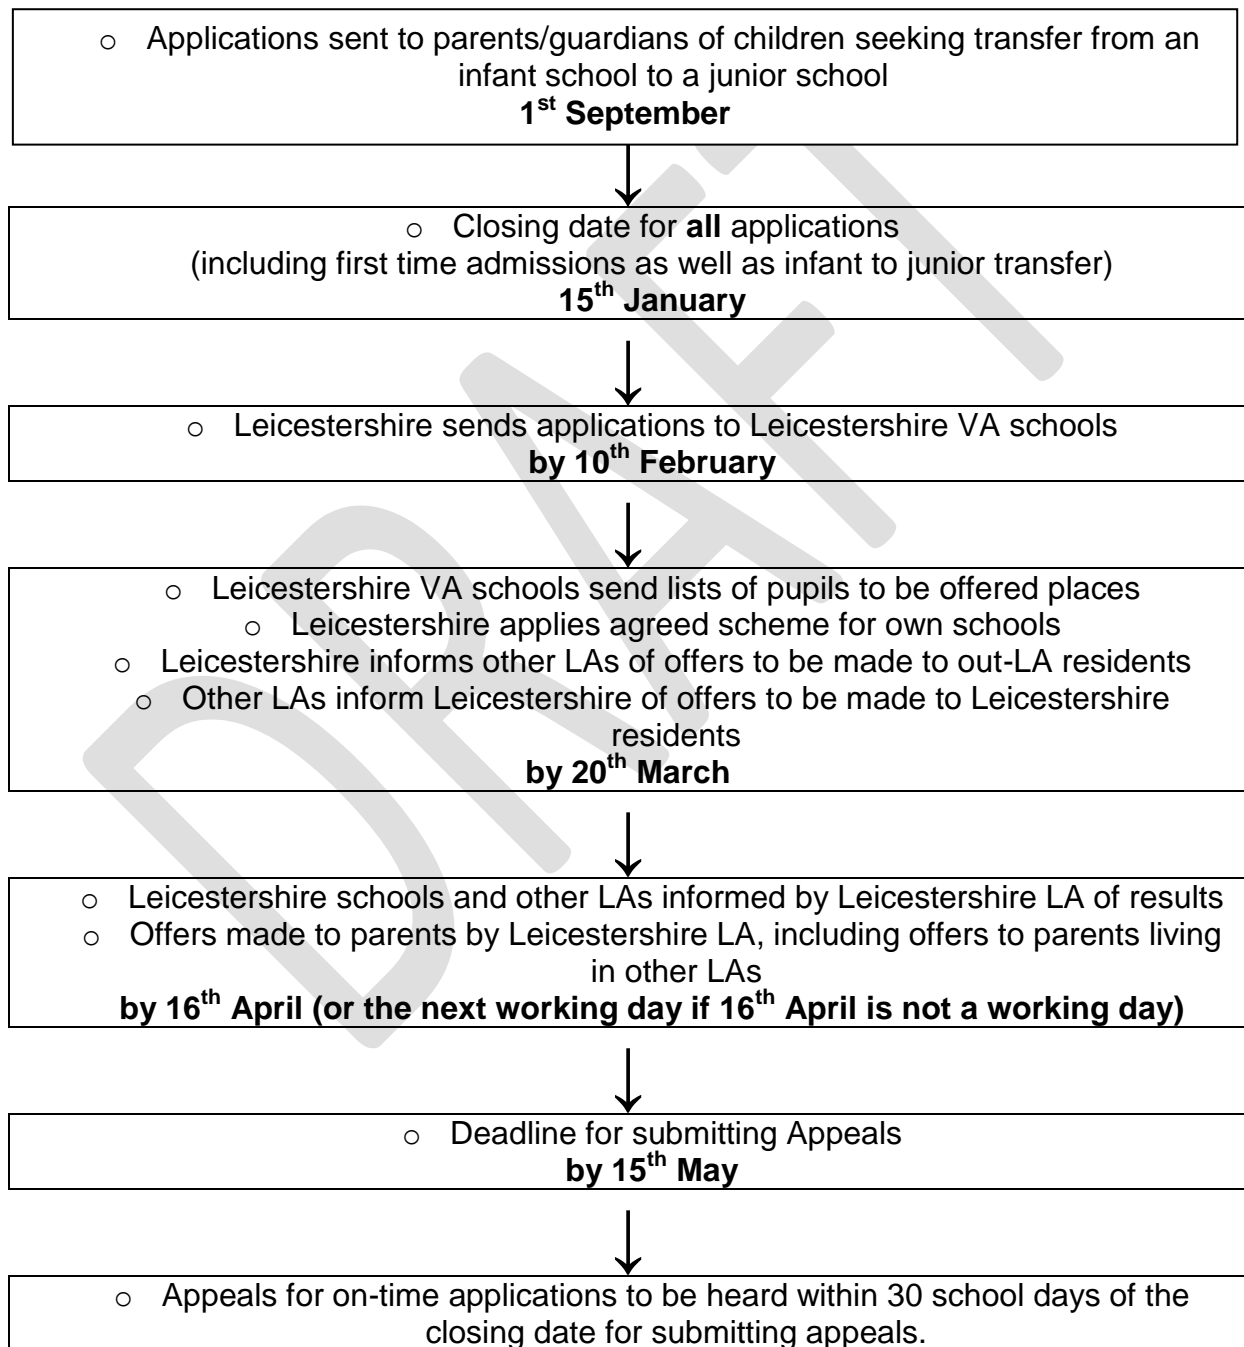 ○ Applications sent to parents/guardians of children seeking transfer from an
infant school to a junior school
1st September
○ Closing date for all applications
(including first time admissions as well as infant to junior transfer)
15th January
○ Leicestershire sends applications to Leicestershire VA schools
by 10th February
○ Leicestershire VA schools send lists of pupils to be offered places
○ Leicestershire applies agreed scheme for own schools
○ Leicestershire informs other LAs of offers to be made to out-LA residents
○ Other LAs inform Leicestershire of offers to be made to Leicestershire
residents
by 20th March
○ Leicestershire schools and other LAs informed by Leicestershire LA of results
○ Offers made to parents by Leicestershire LA, including offers to parents living
in other LAs
by 16th April (or the next working day if 16th April is not a working day)
○ Deadline for submitting Appeals
by 15th May
○ Appeals for on-time applications to be heard within 30 school days of the
closing date for submitting appeals.
DRAFT